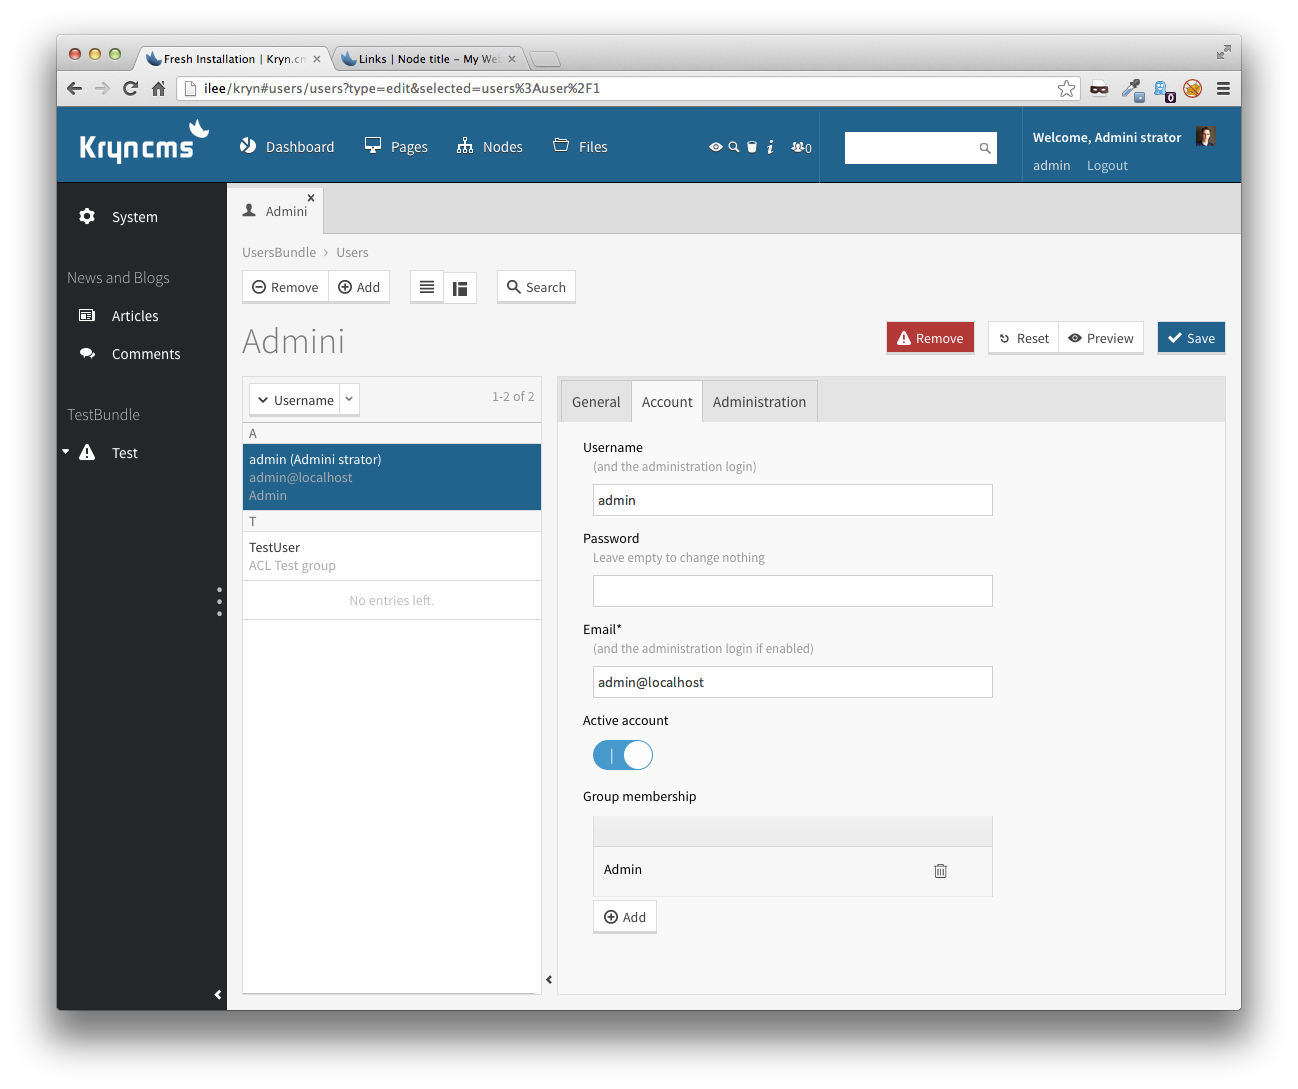 Fresh Installation | Kryn.cm
Links | Node title – My Web
ilee/kryn#users/users?type=edit&selected=users%3Auser%2F1
0
Kryncms
Dashboard
Pages
Nodes
Files
i
0
Welcome, Admini strator
admin Logout
System
News and Blogs
Articles
Comments
TestBundle
Test
Admini
UsersBundle › Users
Remove
Add
Search
Admini
Remove
Reset
Preview
Save
Username
1-2 of 2
A
admin (Admini strator)
admin@localhost
Admin
T
TestUser
ACL Test group
No entries left.
General
Account
Administration
Username
(and the administration login)
admin
Password
Leave empty to change nothing
Email*
(and the administration login if enabled)
admin@localhost
Active account
Group membership
Admin
Add